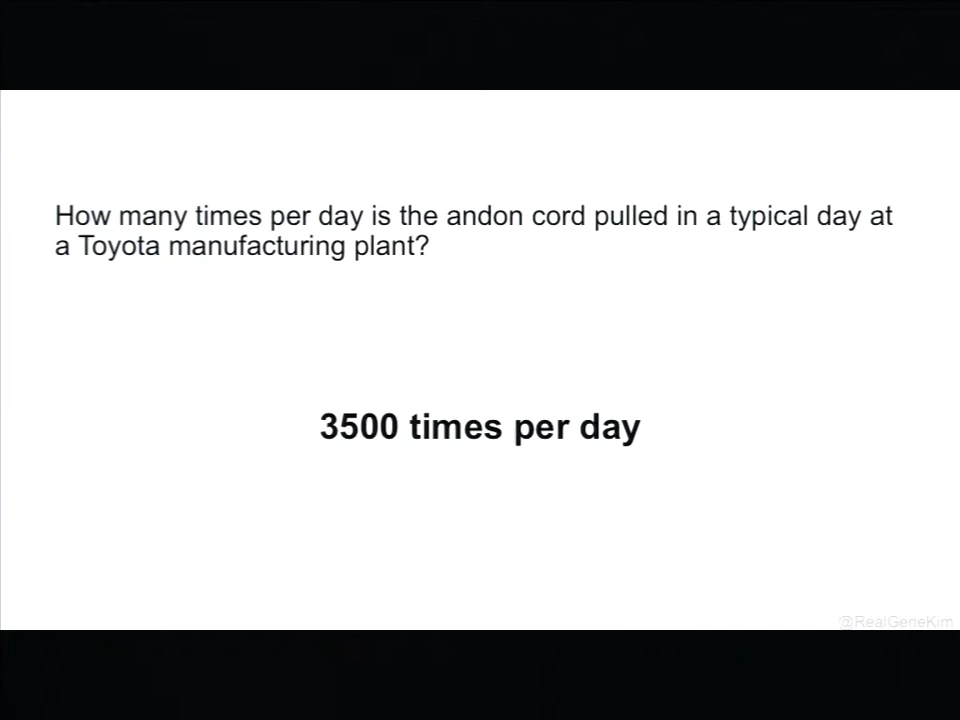 How many times per day is the andon cord pulled in a typical day at
a Toyota manufacturing plant?
3500 times per day
@RealGeneKim